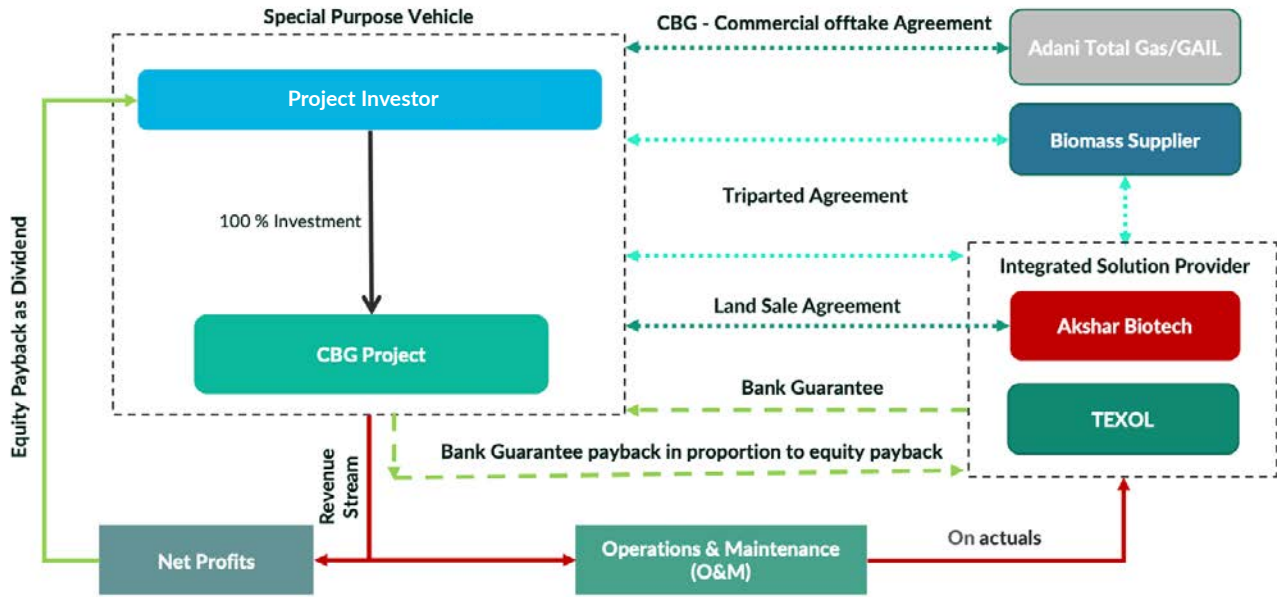 Special Purpose Vehicle
CBG - Commercial offtake Agreement
Adani Total Gas/GAIL
Project Investor
Biomass Supplier
100 % Investment
Triparted Agreement
Integrated Solution Provider
Land Sale Agreement
Akshar Biotech
CBG Project
Bank Guarantee
TEXOL
Bank Guarantee payback in proportion to equity payback
Equity Payback as Dividend
Revenue
Stream
Net Profits
Operations & Maintenance
(O&M)
On actuals